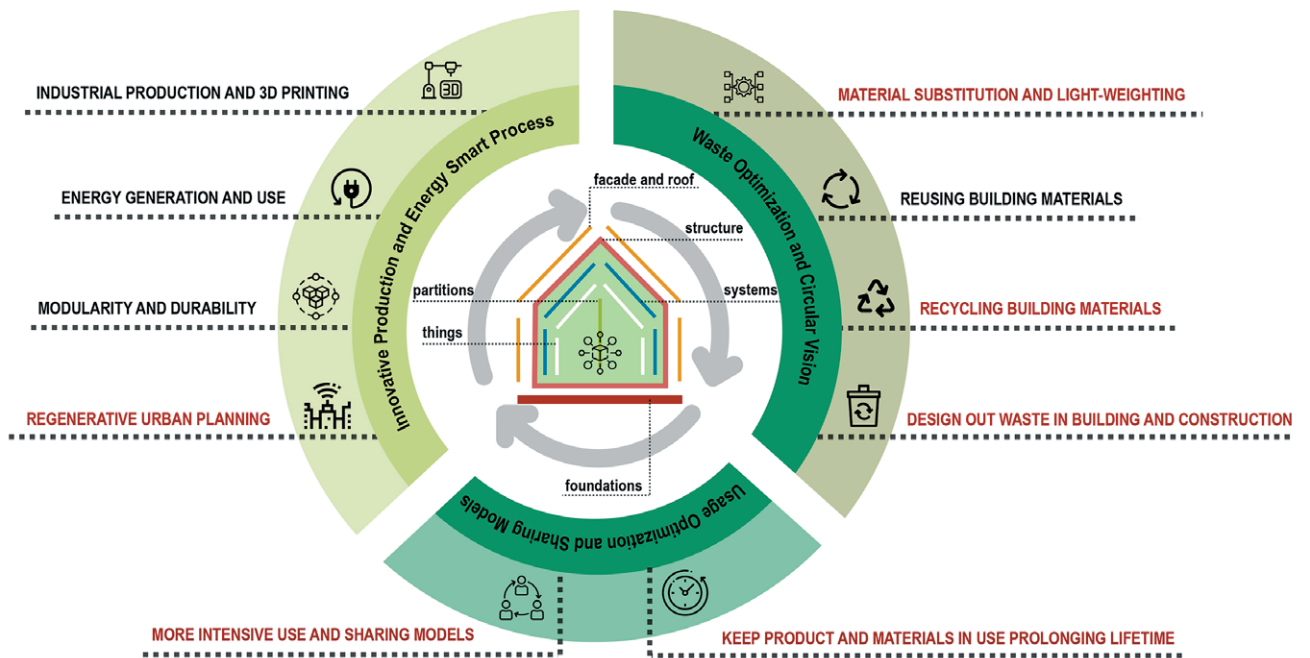 INDUSTRIAL PRODUCTION AND 3D PRINTING
ENERGY GENERATION AND USE
MODULARITY AND DURABILITY
REGENERATIVE URBAN PLANNING
3D
Innovative Production and Energy Smart Process
facade and roof
structure
partitions
systems
things
foundations
Waste Optimization and Circular Vision
MATERIAL SUBSTITUTION AND LIGHT-WEIGHTING
REUSING BUILDING MATERIALS
RECYCLING BUILDING MATERIALS
DESIGN OUT WASTE IN BUILDING AND CONSTRUCTION
Usage Optimization and Sharing Models
MORE INTENSIVE USE AND SHARING MODELS
KEEP PRODUCT AND MATERIALS IN USE PROLONGING LIFETIME